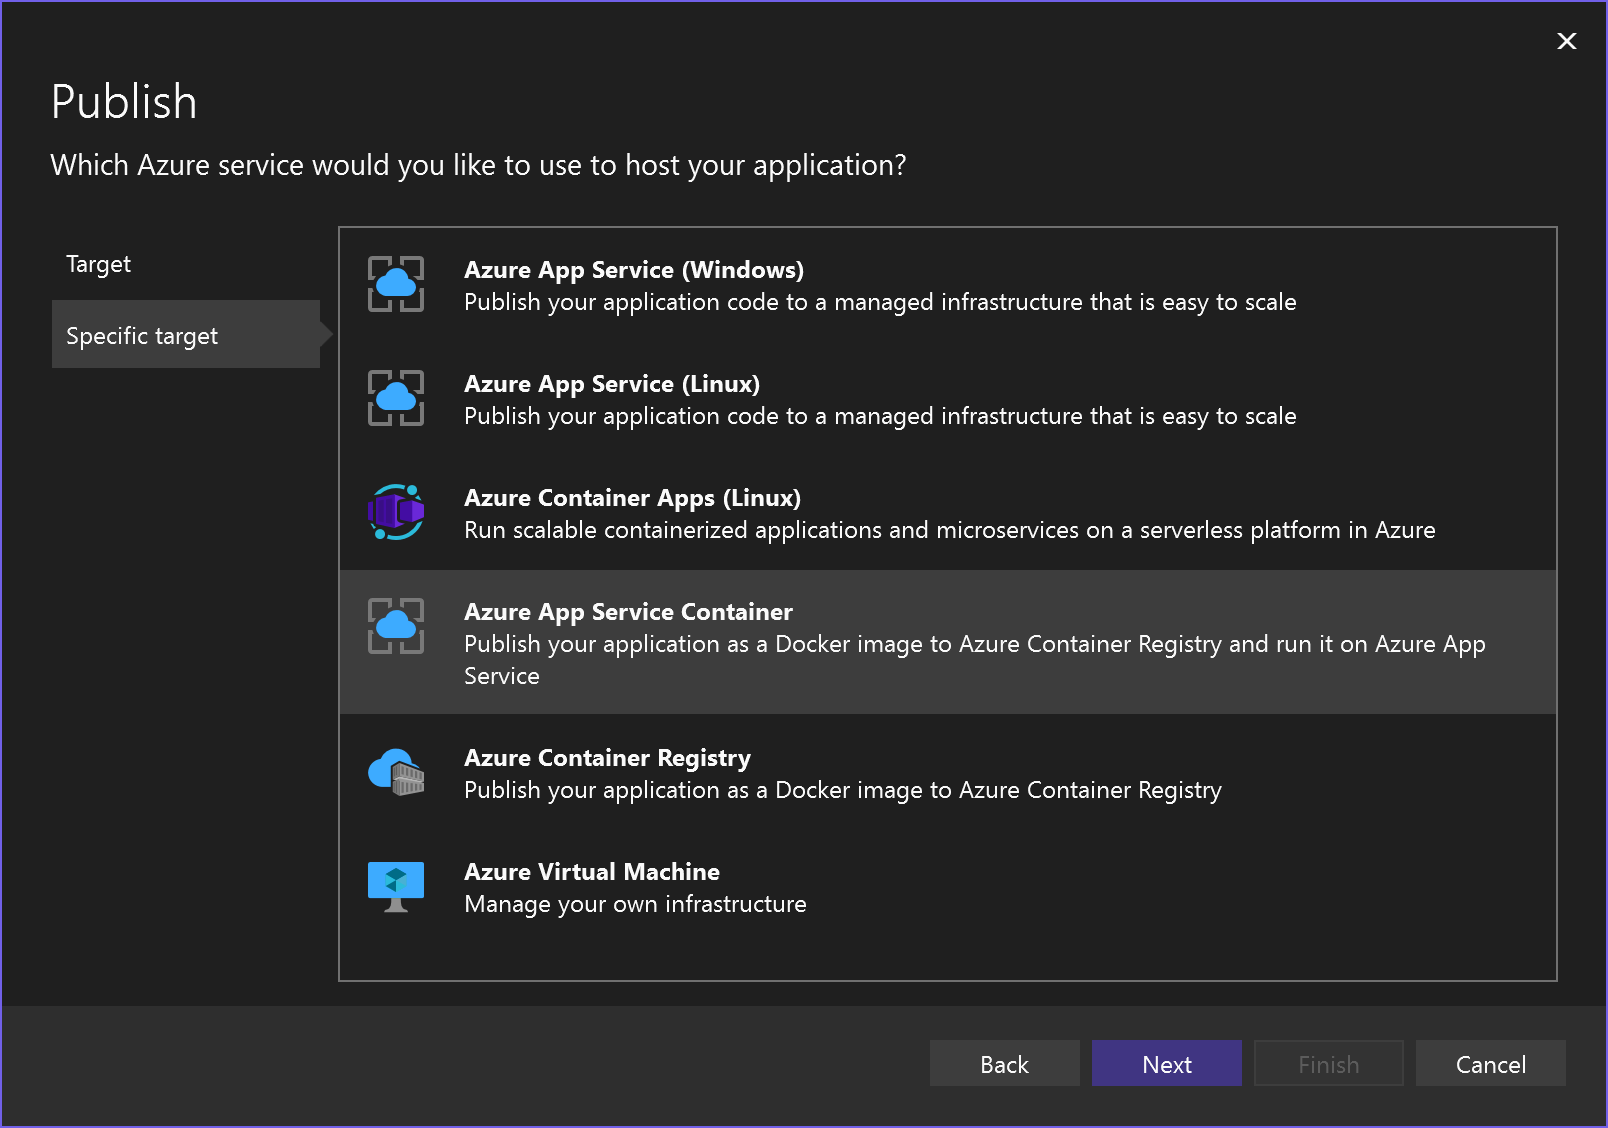 Publish
Which Azure service would you like to use to host your application?
Target
Specific target
Azure App Service (Windows)
Publish your application code to a managed infrastructure that is easy to scale
Azure App Service (Linux)
Publish your application code to a managed infrastructure that is easy to scale
Azure Container Apps (Linux)
Run scalable containerized applications and microservices on a serverless platform in Azure
Azure App Service Container
Publish your application as a Docker image to Azure Container Registry and run it on Azure App
Service
Azure Container Registry
Publish your application as a Docker image to Azure Container Registry
Azure Virtual Machine
Manage your own infrastructure
Back
Next
Finish
Cancel